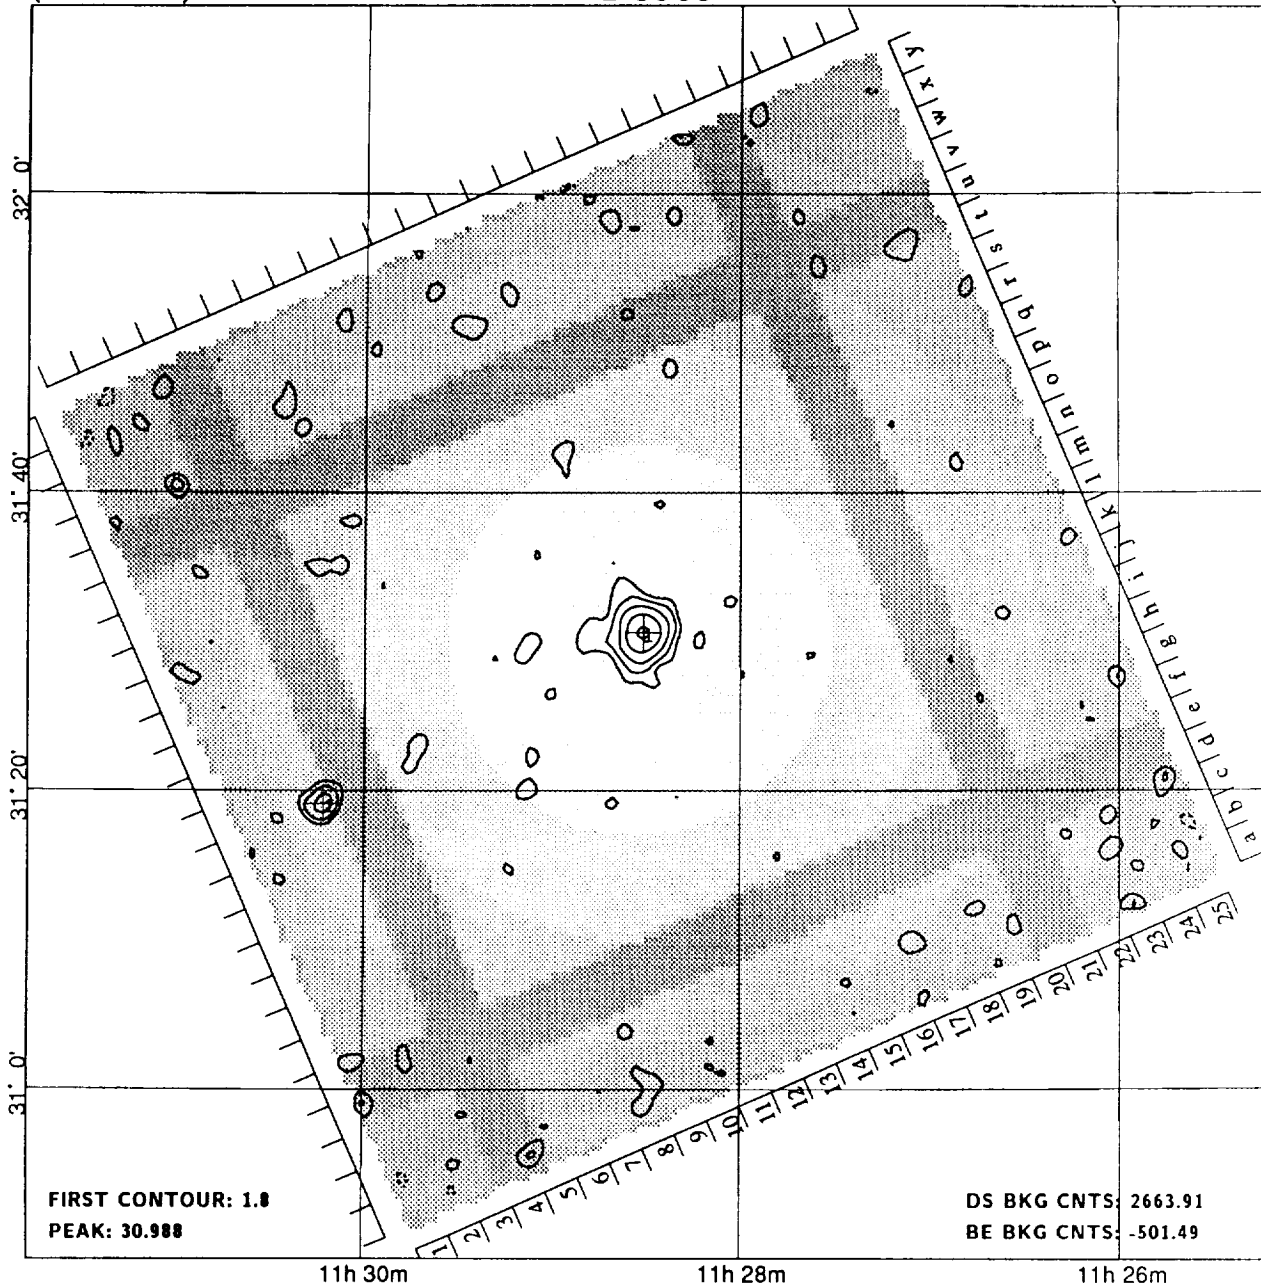 y x w v u t s r q p o n m l k j i h g f e d c b a
32° 0'
31° 40'
31° 20'
31° 0'
1 2 3 4 5 6 7 8 9 10 11 12 13 14 15 16 17 18 19 20 21 22 23 24 25
FIRST CONTOUR: 1.8
PEAK: 30.988
DS BKG CNTS: 2663.91
BE BKG CNTS: -501.49
11h 30m
11h 28m
11h 26m